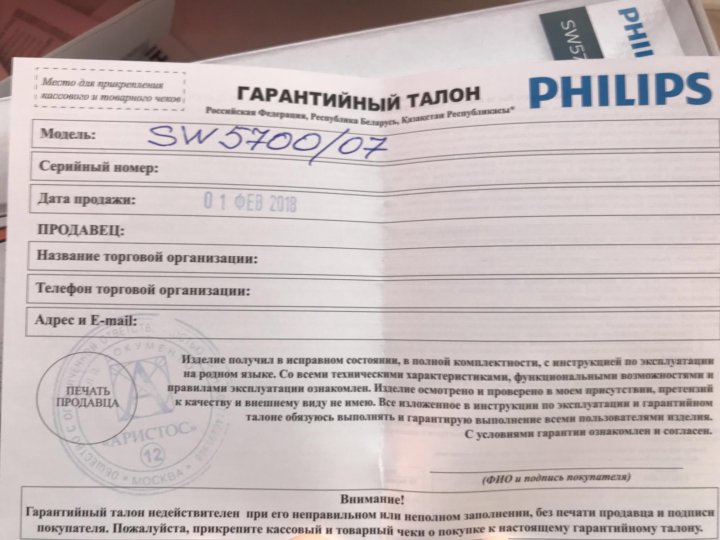 SW57
PHILI
Место для прикрепления
кассового и товарного чеков
ГАРАНТИЙНЫЙ ТАЛОН
PHILIPS
Российская Федерация, Республика Беларусь, Қазақстан Республикасы*
Модель: SW5700/07
Серийный номер:
Дата продажи: 01 ФЕВ 2018
ПРОДАВЕЦ:
Название торговой организации:
Телефон торговой организации:
Адрес и E-mail:
Изделие получил в исправном состоянии, в полной комплектности, с инструкцией по эксплуатации
на родном языке. Со всеми техническими характеристиками, функциональными возможностями и
правилами эксплуатации ознакомлен. Изделие осмотрено и проверено в моем присутствии, претензий
к качеству и внешнему виду не имею. Все изложенное в инструкции по эксплуатации и гарантийном
талоне обязуюсь выполнять и гарантирую выполнение всеми пользователями изделия.
С условиями гарантии ознакомлен и согласен.
ПЕЧАТЬ
ПРОДАВЦА
«АРИСТОС»
12
МОСКВА
(ФИО и подпись покупателя)
Внимание!
Гарантийный талон недействителен при его неправильном или неполном заполнении, без печати продавца и подписи
покупателя. Пожалуйста, прикрепите кассовый и товарный чеки о покупке к настоящему гарантийному талону.